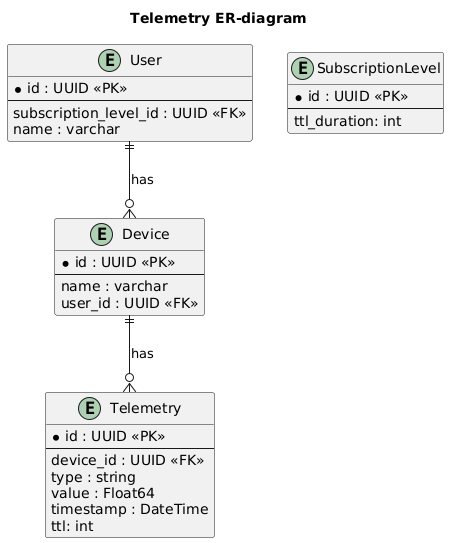 Telemetry ER-diagram
E User
• id : UUID «PK»
subscription_level_id : UUID «FK»
name : varchar
E SubscriptionLevel
• id : UUID «PK»
ttl_duration: int
has
E Device
• id : UUID «PK»
name : varchar
user_id : UUID «FK»
has
E Telemetry
• id : UUID «PK»
device_id : UUID «FK»
type : string
value : Float64
timestamp : DateTime
ttl: int